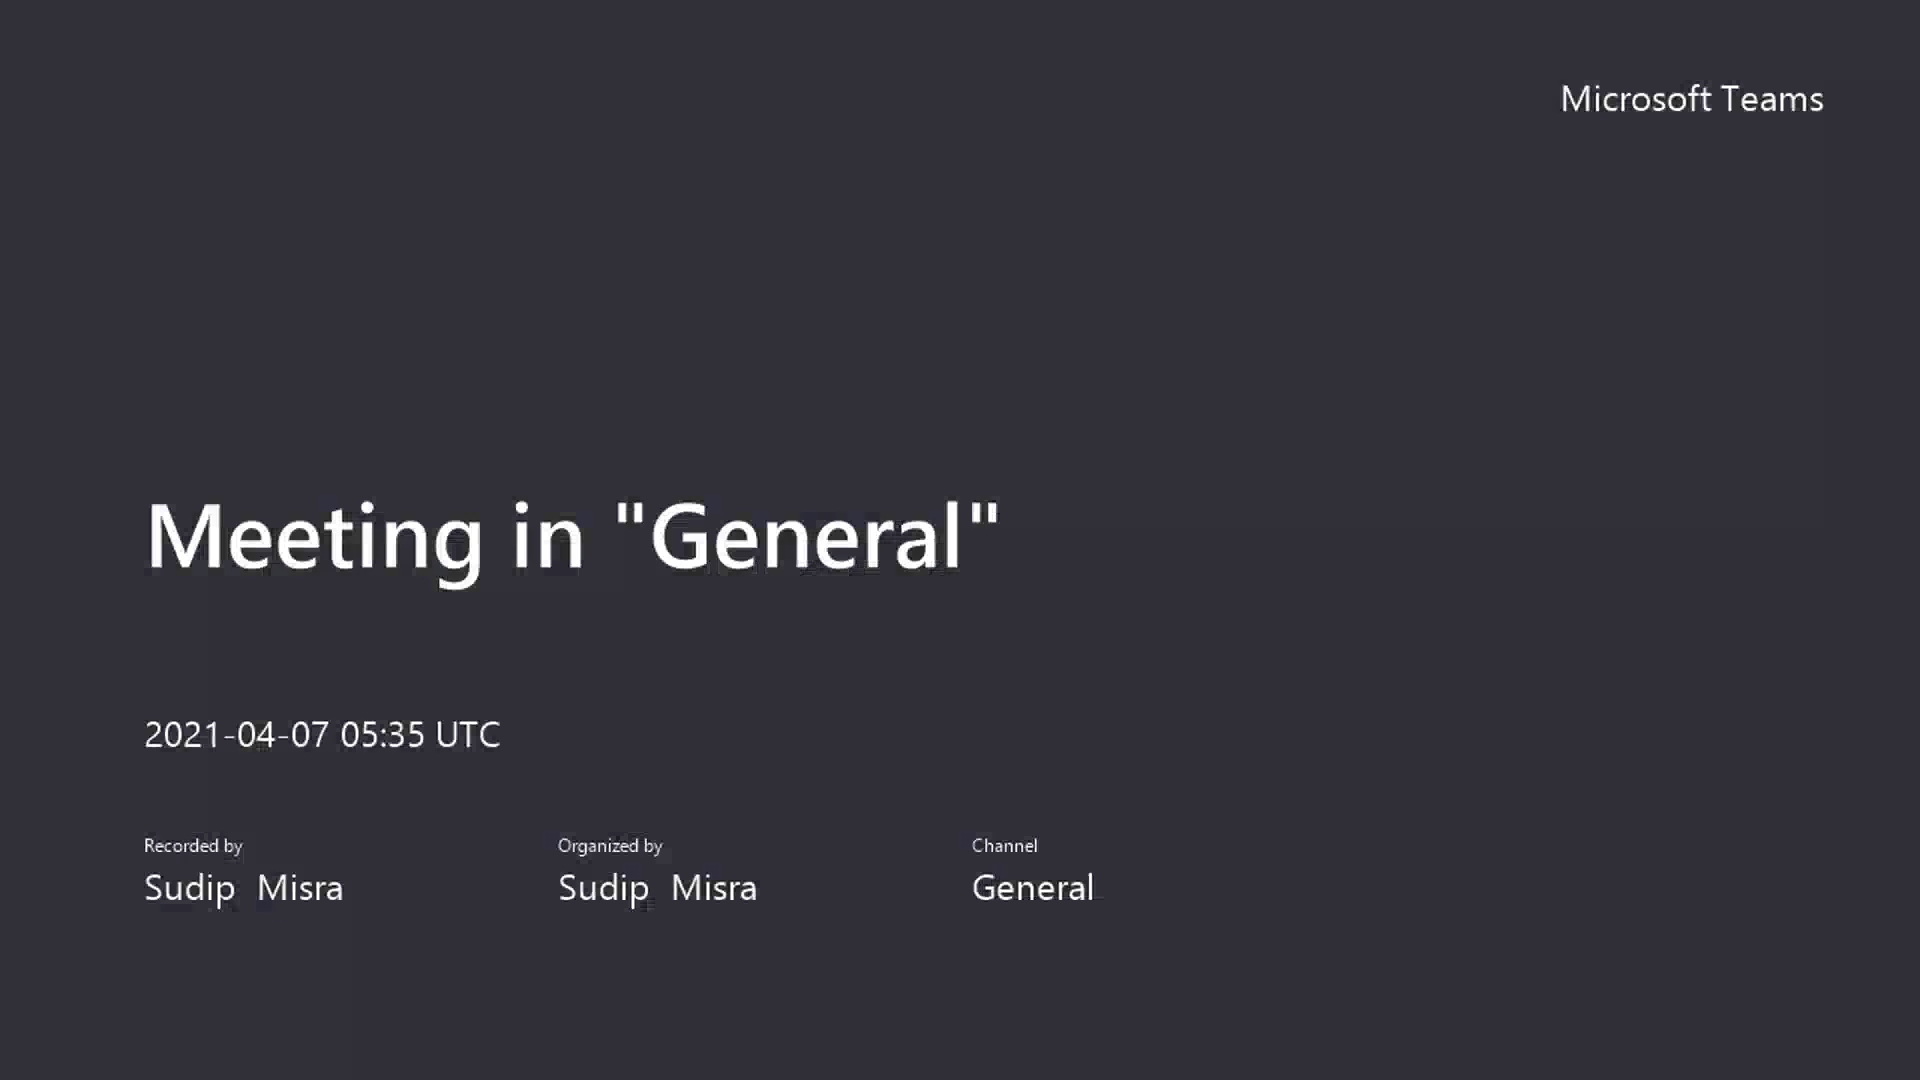 Microsoft Teams
Meeting in "General"
2021-04-07 05:35 UTC
Recorded by
Sudip  Misra
Organized by
Sudip  Misra
Channel
General